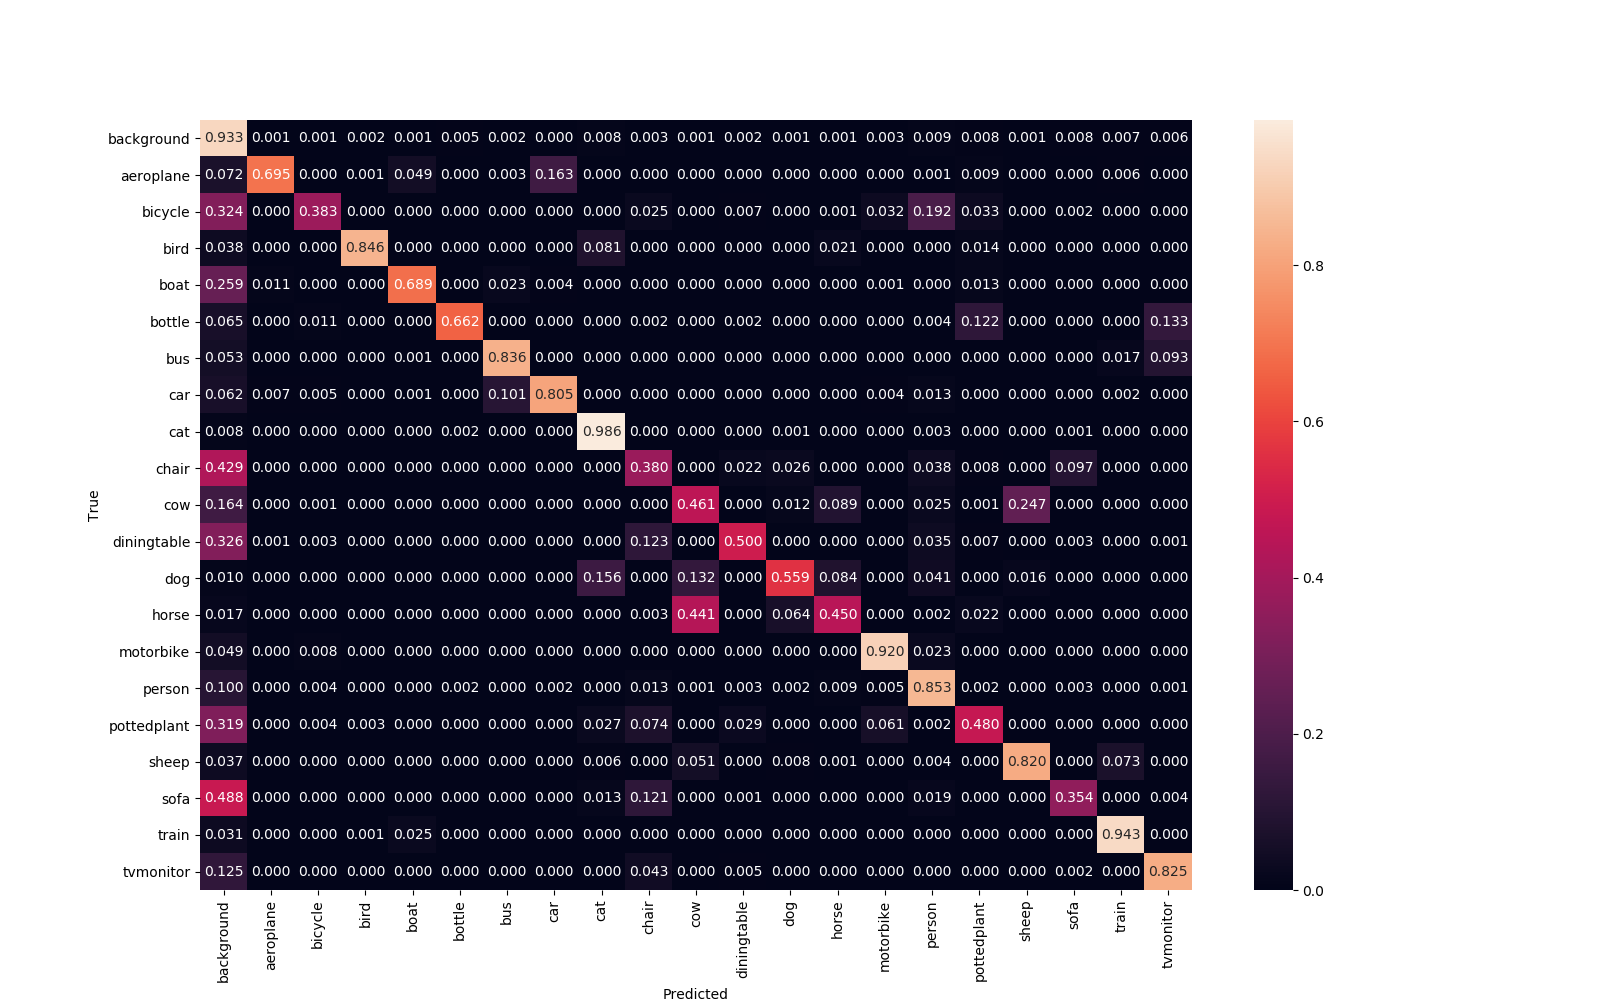 background 0.933 0.001 0.001 0.002 0.001 0.005 0.002 0.000 0.008 0.003 0.001 0.002 0.001 0.001 0.003 0.009 0.008 0.001 0.008 0.007 0.006
aeroplane 0.072 0.695 0.000 0.001 0.049 0.000 0.003 0.163 0.000 0.000 0.000 0.000 0.000 0.000 0.000 0.001 0.009 0.000 0.000 0.006 0.000
bicycle 0.324 0.000 0.383 0.000 0.000 0.000 0.000 0.000 0.000 0.025 0.000 0.007 0.000 0.001 0.032 0.192 0.033 0.000 0.002 0.000 0.000
bird 0.038 0.000 0.000 0.846 0.000 0.000 0.000 0.000 0.081 0.000 0.000 0.000 0.000 0.021 0.000 0.000 0.014 0.000 0.000 0.000 0.000
0.8
boat 0.259 0.011 0.000 0.000 0.689 0.000 0.023 0.004 0.000 0.000 0.000 0.000 0.000 0.000 0.001 0.000 0.013 0.000 0.000 0.000 0.000
bottle 0.065 0.000 0.011 0.000 0.000 0.662 0.000 0.000 0.000 0.002 0.000 0.002 0.000 0.000 0.000 0.004 0.122 0.000 0.000 0.000 0.133
bus 0.053 0.000 0.000 0.000 0.001 0.000 0.836 0.000 0.000 0.000 0.000 0.000 0.000 0.000 0.000 0.000 0.000 0.000 0.000 0.017 0.093
car 0.062 0.007 0.005 0.000 0.001 0.000 0.101 0.805 0.000 0.000 0.000 0.000 0.000 0.000 0.004 0.013 0.000 0.000 0.000 0.002 0.000
0.6
cat 0.008 0.000 0.000 0.000 0.000 0.002 0.000 0.000 0.986 0.000 0.000 0.000 0.001 0.000 0.000 0.003 0.000 0.000 0.001 0.000 0.000
chair 0.429 0.000 0.000 0.000 0.000 0.000 0.000 0.000 0.000 0.380 0.000 0.022 0.026 0.000 0.000 0.038 0.008 0.000 0.097 0.000 0.000
True
cow 0.164 0.000 0.001 0.000 0.000 0.000 0.000 0.000 0.000 0.000 0.461 0.000 0.012 0.089 0.000 0.025 0.001 0.247 0.000 0.000 0.000
diningtable 0.326 0.001 0.003 0.000 0.000 0.000 0.000 0.000 0.000 0.123 0.000 0.500 0.000 0.000 0.000 0.035 0.007 0.000 0.003 0.000 0.001
dog 0.010 0.000 0.000 0.000 0.000 0.000 0.000 0.000 0.156 0.000 0.132 0.000 0.559 0.084 0.000 0.041 0.000 0.016 0.000 0.000 0.000
0.4
horse 0.017 0.000 0.000 0.000 0.000 0.000 0.000 0.000 0.000 0.003 0.441 0.000 0.064 0.450 0.000 0.002 0.022 0.000 0.000 0.000 0.000
motorbike 0.049 0.000 0.008 0.000 0.000 0.000 0.000 0.000 0.000 0.000 0.000 0.000 0.000 0.000 0.920 0.023 0.000 0.000 0.000 0.000 0.000
person 0.100 0.000 0.004 0.000 0.000 0.002 0.000 0.002 0.000 0.013 0.001 0.003 0.002 0.009 0.005 0.853 0.002 0.000 0.003 0.000 0.001
pottedplant 0.319 0.000 0.004 0.003 0.000 0.000 0.000 0.000 0.027 0.074 0.000 0.029 0.000 0.000 0.061 0.002 0.480 0.000 0.000 0.000 0.000
0.2
sheep 0.037 0.000 0.000 0.000 0.000 0.000 0.000 0.000 0.006 0.000 0.051 0.000 0.008 0.001 0.000 0.004 0.000 0.820 0.000 0.073 0.000
sofa 0.488 0.000 0.000 0.000 0.000 0.000 0.000 0.000 0.013 0.121 0.000 0.001 0.000 0.000 0.000 0.019 0.000 0.000 0.354 0.000 0.004
train 0.031 0.000 0.000 0.001 0.025 0.000 0.000 0.000 0.000 0.000 0.000 0.000 0.000 0.000 0.000 0.000 0.000 0.000 0.000 0.943 0.000
tvmonitor 0.125 0.000 0.000 0.000 0.000 0.000 0.000 0.000 0.000 0.043 0.000 0.005 0.000 0.000 0.000 0.000 0.000 0.000 0.002 0.000 0.825
0.0
background aeroplane bicycle bird boat bottle bus car cat chair cow diningtable dog horse motorbike person pottedplant sheep sofa train tvmonitor
Predicted